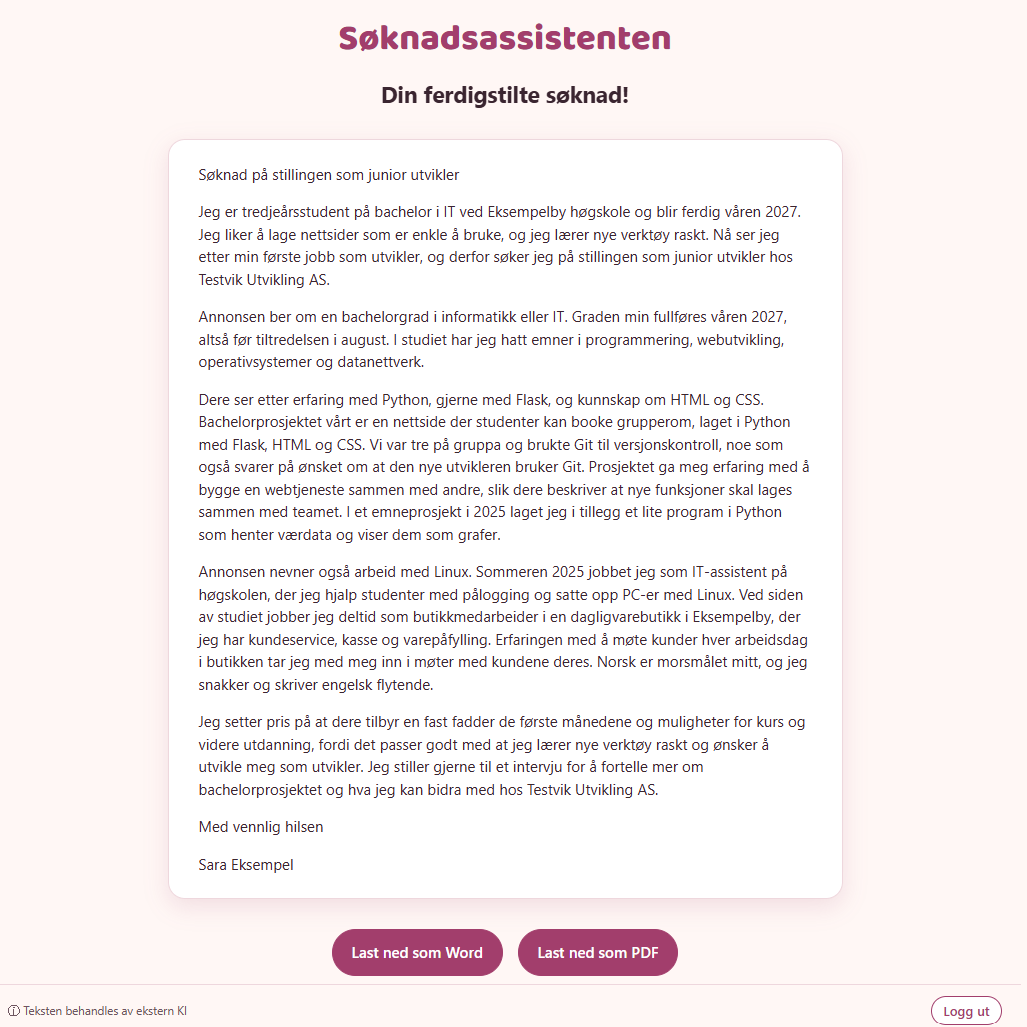 Søknadsassistenten
Din ferdigstilte søknad!
Søknad på stillingen som junior utvikler
Jeg er tredjeårsstudent på bachelor i IT ved Eksempelby høgskole og blir ferdig våren 2027.
Jeg liker å lage nettsider som er enkle å bruke, og jeg lærer nye verktøy raskt. Nå ser jeg
etter min første jobb som utvikler, og derfor søker jeg på stillingen som junior utvikler hos
Testvik Utvikling AS.
Annonsen ber om en bachelorgrad i informatikk eller IT. Graden min fullføres våren 2027,
altså før tiltredelsen i august. I studiet har jeg hatt emner i programmering, webutvikling,
operativsystemer og datanettverk.
Dere ser etter erfaring med Python, gjerne med Flask, og kunnskap om HTML og CSS.
Bachelorprosjektet vårt er en nettside der studenter kan booke grupperom, laget i Python
med Flask, HTML og CSS. Vi var tre på gruppa og brukte Git til versjonskontroll, noe som
også svarer på ønsket om at den nye utvikleren bruker Git. Prosjektet ga meg erfaring med å
bygge en webtjeneste sammen med andre, slik dere beskriver at nye funksjoner skal lages
sammen med teamet. I et emneprosjekt i 2025 laget jeg i tillegg et lite program i Python
som henter værdata og viser dem som grafer.
Annonsen nevner også arbeid med Linux. Sommeren 2025 jobbet jeg som IT-assistent på
høgskolen, der jeg hjalp studenter med pålogging og satte opp PC-er med Linux. Ved siden
av studiet jobber jeg deltid som butikkmedarbeider i en dagligvarebutikk i Eksempelby, der
jeg har kundeservice, kasse og varepåfylling. Erfaringen med å møte kunder hver arbeidsdag
i butikken tar jeg med meg inn i møter med kundene deres. Norsk er morsmålet mitt, og jeg
snakker og skriver engelsk flytende.
Jeg setter pris på at dere tilbyr en fast fadder de første månedene og muligheter for kurs og
videre utdanning, fordi det passer godt med at jeg lærer nye verktøy raskt og ønsker å
utvikle meg som utvikler. Jeg stiller gjerne til et intervju for å fortelle mer om
bachelorprosjektet og hva jeg kan bidra med hos Testvik Utvikling AS.
Med vennlig hilsen
Sara Eksempel
Last ned som Word
Last ned som PDF
Teksten behandles av ekstern KI
Logg ut